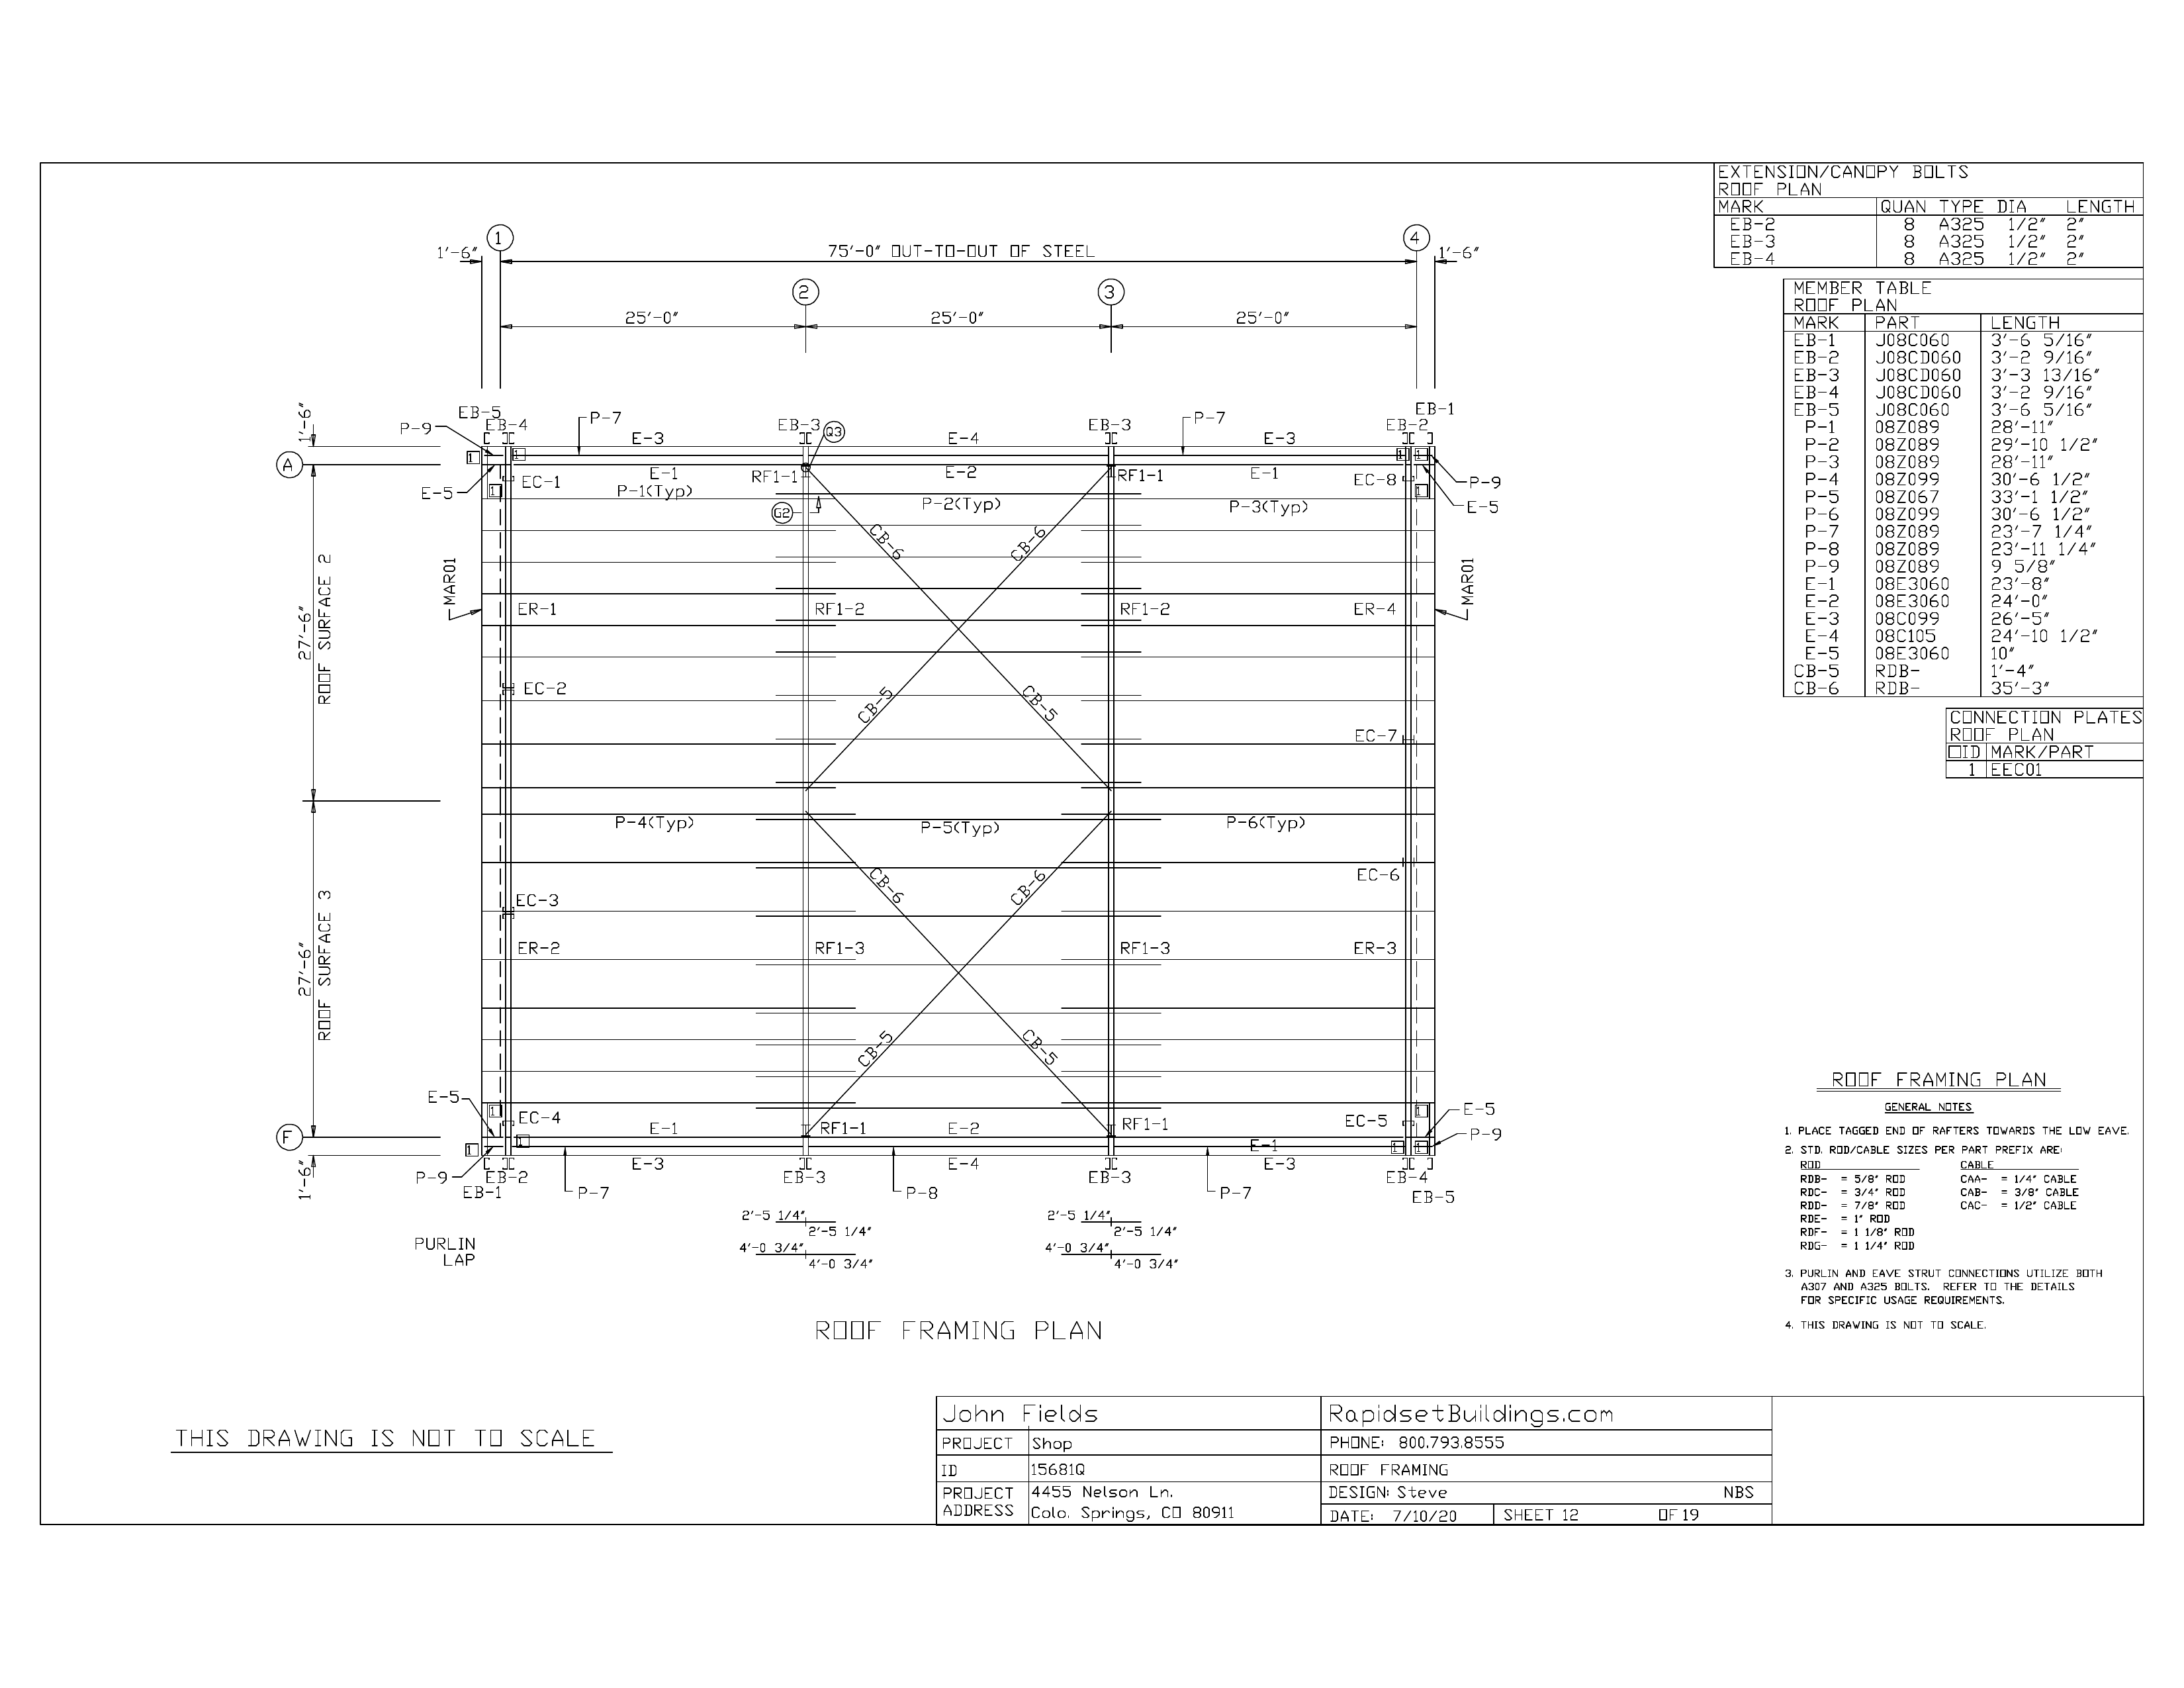 EXTENSION/CANOPY BOLTS
ROOF PLAN
MARK QUAN TYPE DIA LENGTH
EB-2 8 A325 1/2" 2"
EB-3 8 A325 1/2" 2"
EB-4 8 A325 1/2" 2"
MEMBER TABLE
ROOF PLAN
MARK PART LENGTH
EB-1 J08C060 3'-6 5/16"
EB-2 J08CD060 3'-2 9/16"
EB-3 J08CD060 3'-3 13/16"
EB-4 J08CD060 3'-2 9/16"
EB-5 J08C060 3'-6 5/16"
P-1 08Z089 28'-11"
P-2 08Z089 29'-10 1/2"
P-3 08Z089 28'-11"
P-4 08Z099 30'-6 1/2"
P-5 08Z067 33'-1 1/2"
P-6 08Z099 30'-6 1/2"
P-7 08Z089 23'-7 1/4"
P-8 08Z089 23'-11 1/4"
P-9 08Z089 9 5/8"
E-1 08E3060 23'-8"
E-2 08E3060 24'-0"
E-3 08C099 26'-5"
E-4 08C105 24'-10 1/2"
E-5 08E3060 10"
CB-5 RDB- 1'-4"
CB-6 RDB- 35'-3"
CONNECTION PLATES
ROOF PLAN
□ID MARK/PART
1 EEC01
1 4
1'-6" 75'-0" OUT-TO-OUT OF STEEL 1'-6"
2 3
25'-0" 25'-0" 25'-0"
1'-6"
EB-5 EB-1
P-9 EB-4 P-7 EB-3 Q3 EB-3 P-7 EB-2
E-3 E-4 E-3
1 1 1 1
A
E-1 E-2 E-1
RF1-1 RF1-1
E-5 1 EC-1 EC-8 1 P-9
P-1(Typ) P-2(Typ) P-3(Typ) E-5
G2
CB-6 CB-6
27'-6"
ROOF SURFACE 2
MAR01 MAR01
ER-1 RF1-2 RF1-2 ER-4
EC-2 CB-5 CB-5
EC-7
P-4(Typ) P-5(Typ) P-6(Typ)
EC-6
CB-6 CB-6
EC-3
27'-6"
ROOF SURFACE 3
ER-2 RF1-3 RF1-3 ER-3
CB-5 CB-5
E-5 1 EC-4 EC-5 1 E-5
RF1-1 RF1-1
F
E-1 E-2 E-1 P-9
1 1 1 1
1'-6"
E-3 E-4 E-3
P-9 EB-2 EB-3 EB-3 EB-4
EB-1 P-7 P-8 P-7 EB-5
2'-5 1/4" 2'-5 1/4"
2'-5 1/4" 2'-5 1/4"
PURLIN
LAP
4'-0 3/4" 4'-0 3/4"
4'-0 3/4" 4'-0 3/4"
ROOF FRAMING PLAN
ROOF FRAMING PLAN
GENERAL NOTES
1. PLACE TAGGED END OF RAFTERS TOWARDS THE LOW EAVE.
2. STD. ROD/CABLE SIZES PER PART PREFIX ARE:
ROD CABLE
RDB- = 5/8" ROD CAA- = 1/4" CABLE
RDC- = 3/4" ROD CAB- = 3/8" CABLE
RDD- = 7/8" ROD CAC- = 1/2" CABLE
RDE- = 1" ROD
RDF- = 1 1/8" ROD
RDG- = 1 1/4" ROD
3. PURLIN AND EAVE STRUT CONNECTIONS UTILIZE BOTH
A307 AND A325 BOLTS. REFER TO THE DETAILS
FOR SPECIFIC USAGE REQUIREMENTS.
4. THIS DRAWING IS NOT TO SCALE.
THIS DRAWING IS NOT TO SCALE
John Fields
PROJECT Shop
ID 15681Q
PROJECT ADDRESS 4455 Nelson Ln.
Colo. Springs, CO 80911
RapidsetBuildings.com
PHONE: 800.793.8555
ROOF FRAMING
DESIGN: Steve NBS
DATE: 7/10/20 SHEET 12 OF 19